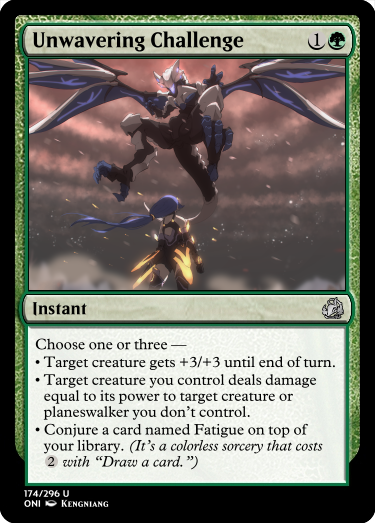 Unwavering Challenge 1
Instant
Choose one or three —
• Target creature gets +3/+3 until end of turn.
• Target creature you control deals damage
equal to its power to target creature or
planeswalker you don't control.
• Conjure a card named Fatigue on top of
your library. (It's a colorless sorcery that costs
2 with “Draw a card.”)
174/296 U
ONI Kengniang